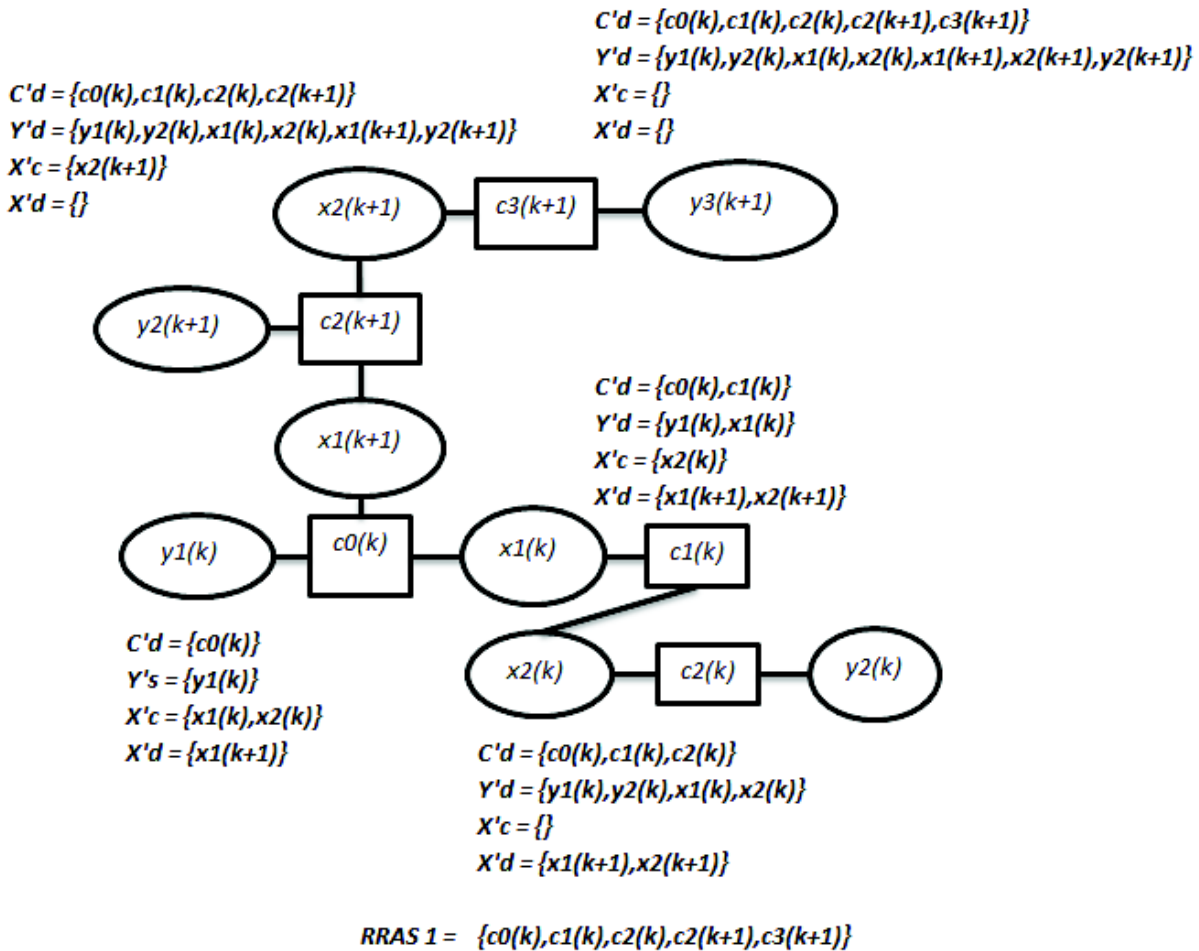 C'd = {c0(k),c1(k),c2(k),c2(k+1),c3(k+1)}
Y'd = {y1(k),y2(k),x1(k),x2(k),x1(k+1),x2(k+1),y2(k+1)}
X'c = {}
X'd = {}
C'd = {c0(k),c1(k),c2(k),c2(k+1)}
Y'd = {y1(k),y2(k),x1(k),x2(k),x1(k+1),y2(k+1)}
X'c = {x2(k+1)}
X'd = {}
x2(k+1)
c3(k+1)
y3(k+1)
y2(k+1)
c2(k+1)
x1(k+1)
C'd = {c0(k),c1(k)}
Y'd = {y1(k),x1(k)}
X'c = {x2(k)}
X'd = {x1(k+1),x2(k+1)}
y1(k)
c0(k)
x1(k)
c1(k)
C'd = {c0(k)}
Y's = {y1(k)}
X'c = {x1(k),x2(k)}
X'd = {x1(k+1)}
x2(k)
c2(k)
y2(k)
C'd = {c0(k),c1(k),c2(k)}
Y'd = {y1(k),y2(k),x1(k),x2(k)}
X'c = {}
X'd = {x1(k+1),x2(k+1)}
RRAS 1 = {c0(k),c1(k),c2(k),c2(k+1),c3(k+1)}